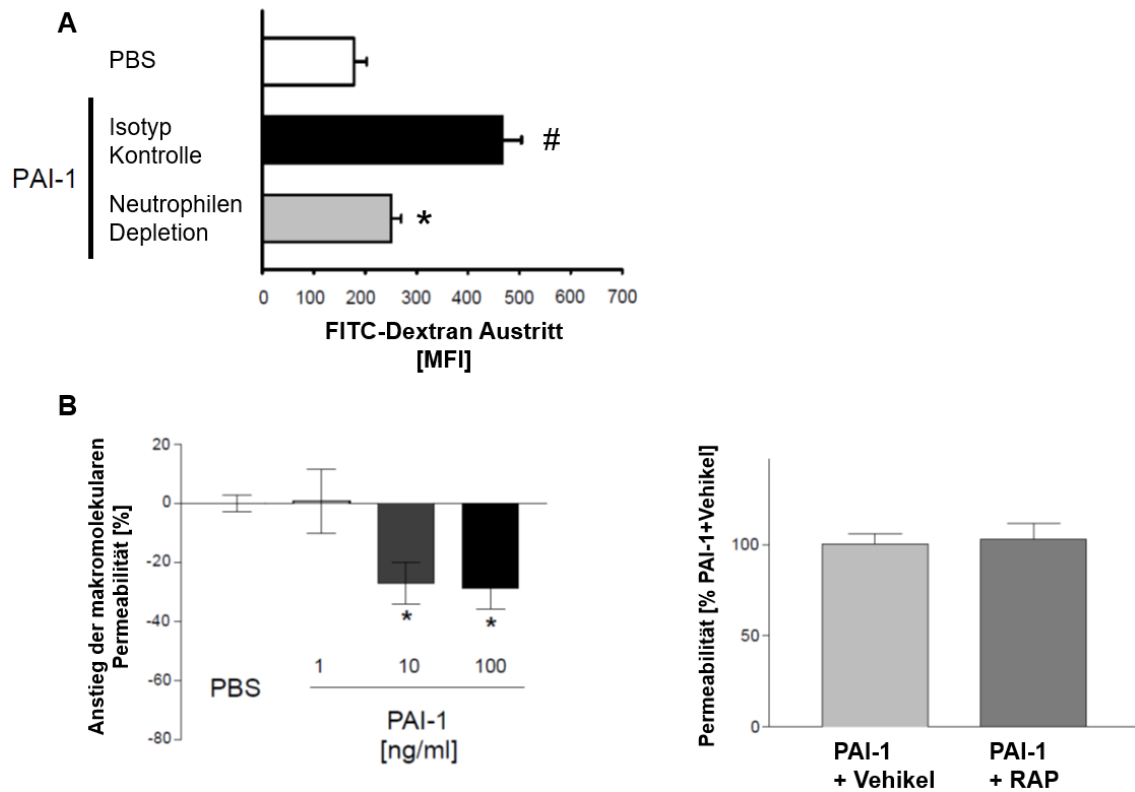 A
PBS
PAI-1
Isotyp
Kontrolle
#
Neutrophilen
Depletion
*
0 100 200 300 400 500 600 700
FITC-Dextran Austritt
[MFI]
B
Anstieg der makromolekularen
Permeabilität [%]
20
0
-20
-40
-60
-80
* *
PBS
1 10 100
PAI-1
[ng/ml]
Permeabilität [% PAI-1+Vehikel]
100
50
0
PAI-1
+ Vehikel
PAI-1
+ RAP